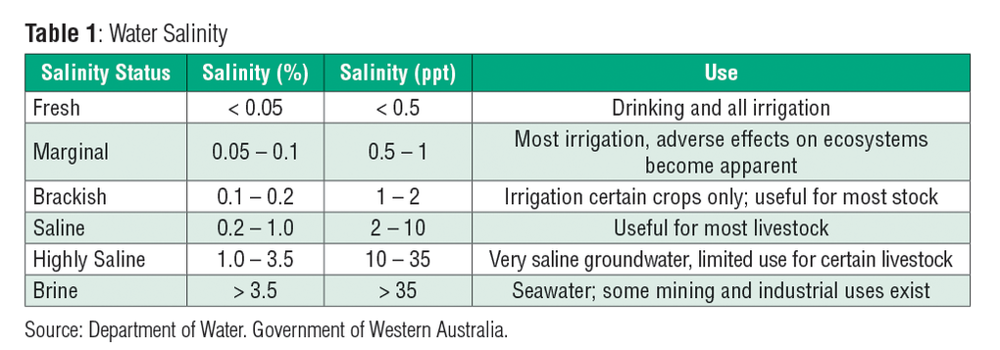 Table 1: Water Salinity
Salinity Status Salinity (%) Salinity (ppt) Use
Fresh < 0.05 < 0.5 Drinking and all irrigation
Marginal 0.05 – 0.1 0.5 – 1 Most irrigation, adverse effects on ecosystems
become apparent
Brackish 0.1 – 0.2 1 – 2 Irrigation certain crops only; useful for most stock
Saline 0.2 – 1.0 2 – 10 Useful for most livestock
Highly Saline 1.0 – 3.5 10 – 35 Very saline groundwater, limited use for certain livestock
Brine > 3.5 > 35 Seawater; some mining and industrial uses exist
Source: Department of Water. Government of Western Australia.